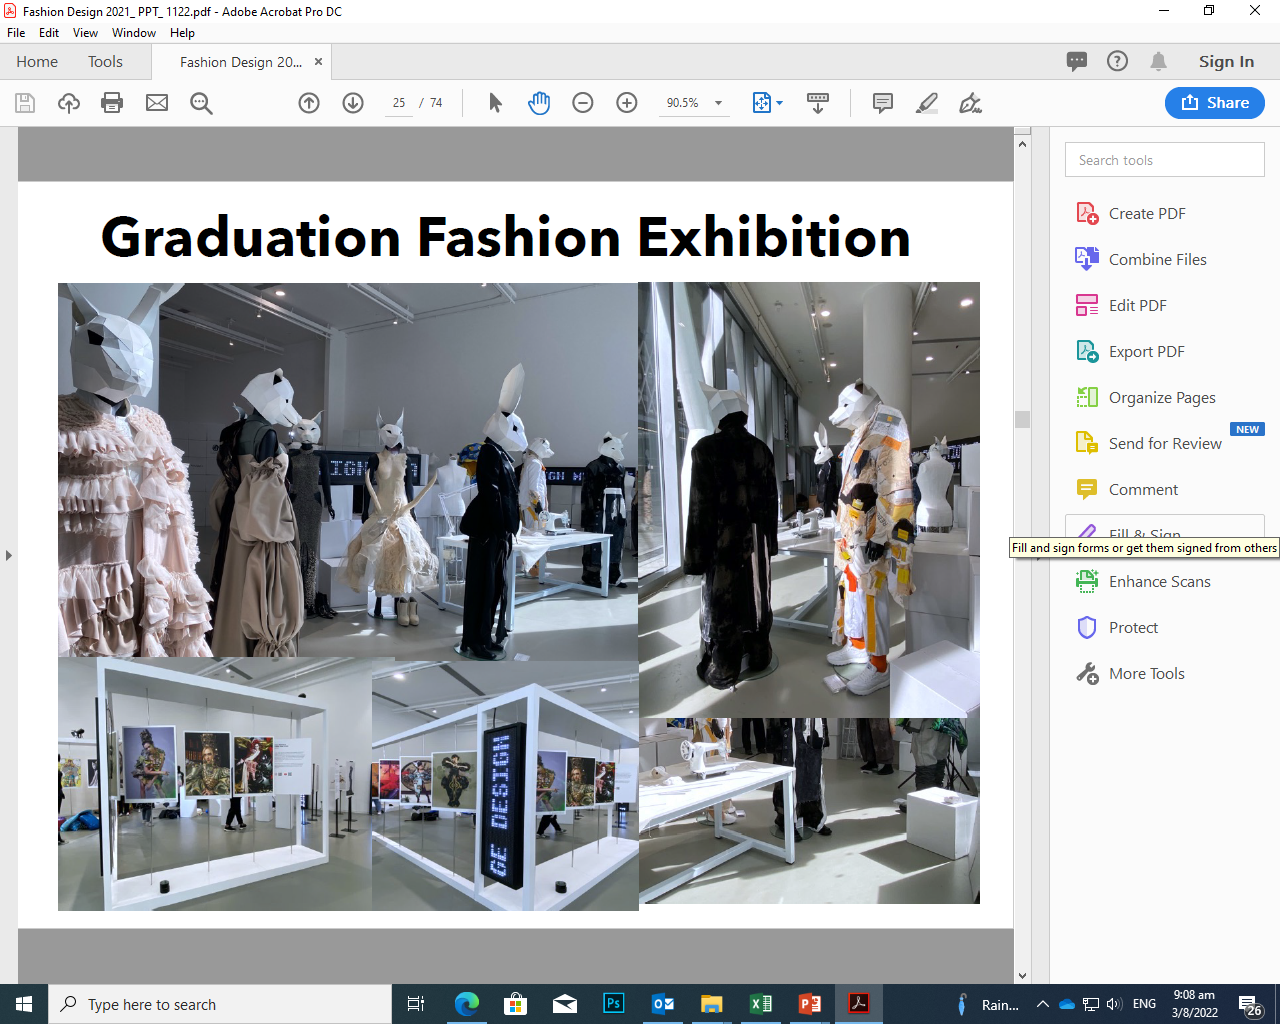 Fashion Design 2021_ PPT_ 1122.pdf - Adobe Acrobat Pro DC
File Edit View Window Help
Home Tools Fashion Design 20... × Sign In
25 / 74 90.5% Share
Search tools
Graduation Fashion Exhibition
Create PDF
Combine Files
Edit PDF
Export PDF
Organize Pages
NEW
Send for Review
Comment
Fill & Sign
Fill and sign forms or get them signed from others
Enhance Scans
Protect
More Tools
Type here to search
Ps
Rain...
ENG
9:08 am
3/8/2022
26